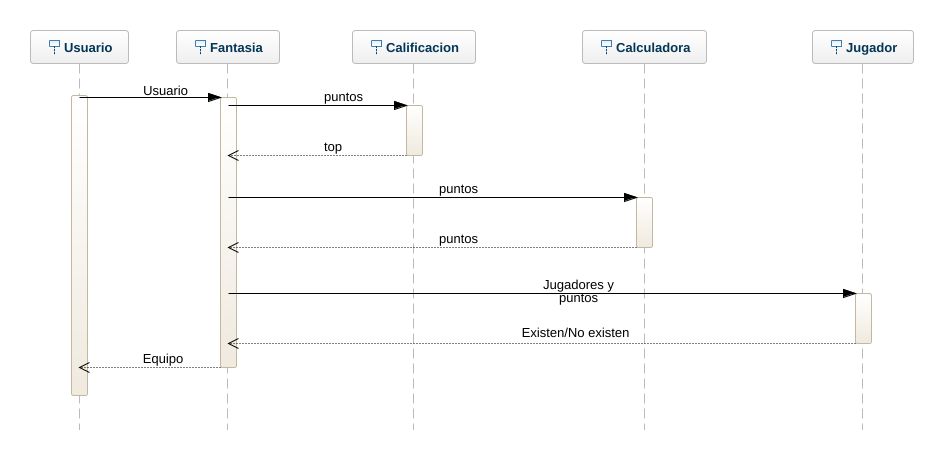 Usuario
Fantasia
Calificacion
Calculadora
Jugador
Usuario
puntos
top
puntos
puntos
Jugadores y
puntos
Existen/No existen
Equipo